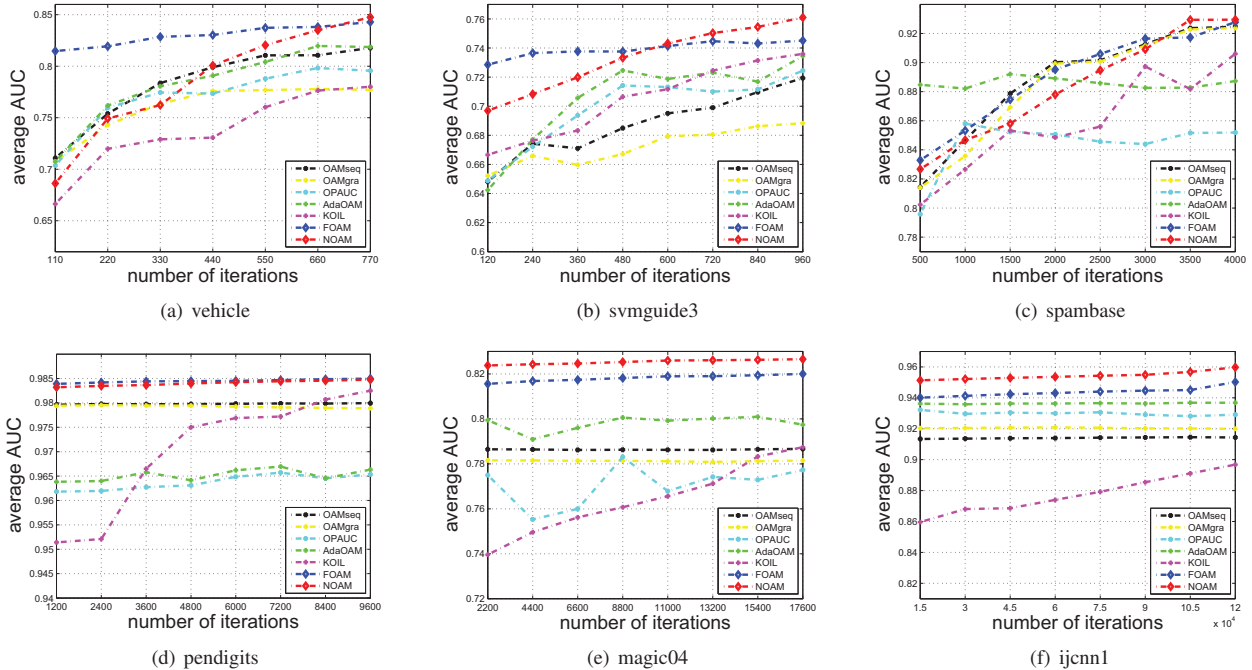 average AUC
0.85
0.8
0.75
0.7
0.65
OAMseq
OAMgra
OPAUC
AdaOAM
KOIL
FOAM
NOAM
110 220 330 440 550 660 770
number of iterations
(a) vehicle
average AUC
0.76
0.74
0.72
0.7
0.68
0.66
0.64
0.62
0.6
OAMseq
OAMgra
OPAUC
AdaOAM
KOIL
FOAM
NOAM
120 240 360 480 600 720 840 960
number of iterations
(b) svmguide3
average AUC
0.92
0.9
0.88
0.86
0.84
0.82
0.8
0.78
OAMseq
OAMgra
OPAUC
AdaOAM
KOIL
FOAM
NOAM
500 1000 1500 2000 2500 3000 3500 4000
number of iterations
(c) spambase
average AUC
0.985
0.98
0.975
0.97
0.965
0.96
0.955
0.95
0.945
0.94
OAMseq
OAMgra
OPAUC
AdaOAM
KOIL
FOAM
NOAM
1200 2400 3600 4800 6000 7200 8400 9600
number of iterations
(d) pendigits
average AUC
0.82
0.8
0.78
0.76
0.74
0.72
OAMseq
OAMgra
OPAUC
AdaOAM
KOIL
FOAM
NOAM
2200 4400 6600 8800 11000 13200 15400 17600
number of iterations
(e) magic04
average AUC
0.96
0.94
0.92
0.9
0.88
0.86
0.84
0.82
OAMseq
OAMgra
OPAUC
AdaOAM
KOIL
FOAM
NOAM
1.5 3 4.5 6 7.5 9 10.5 12
number of iterations
x 10⁴
(f) ijcnn1